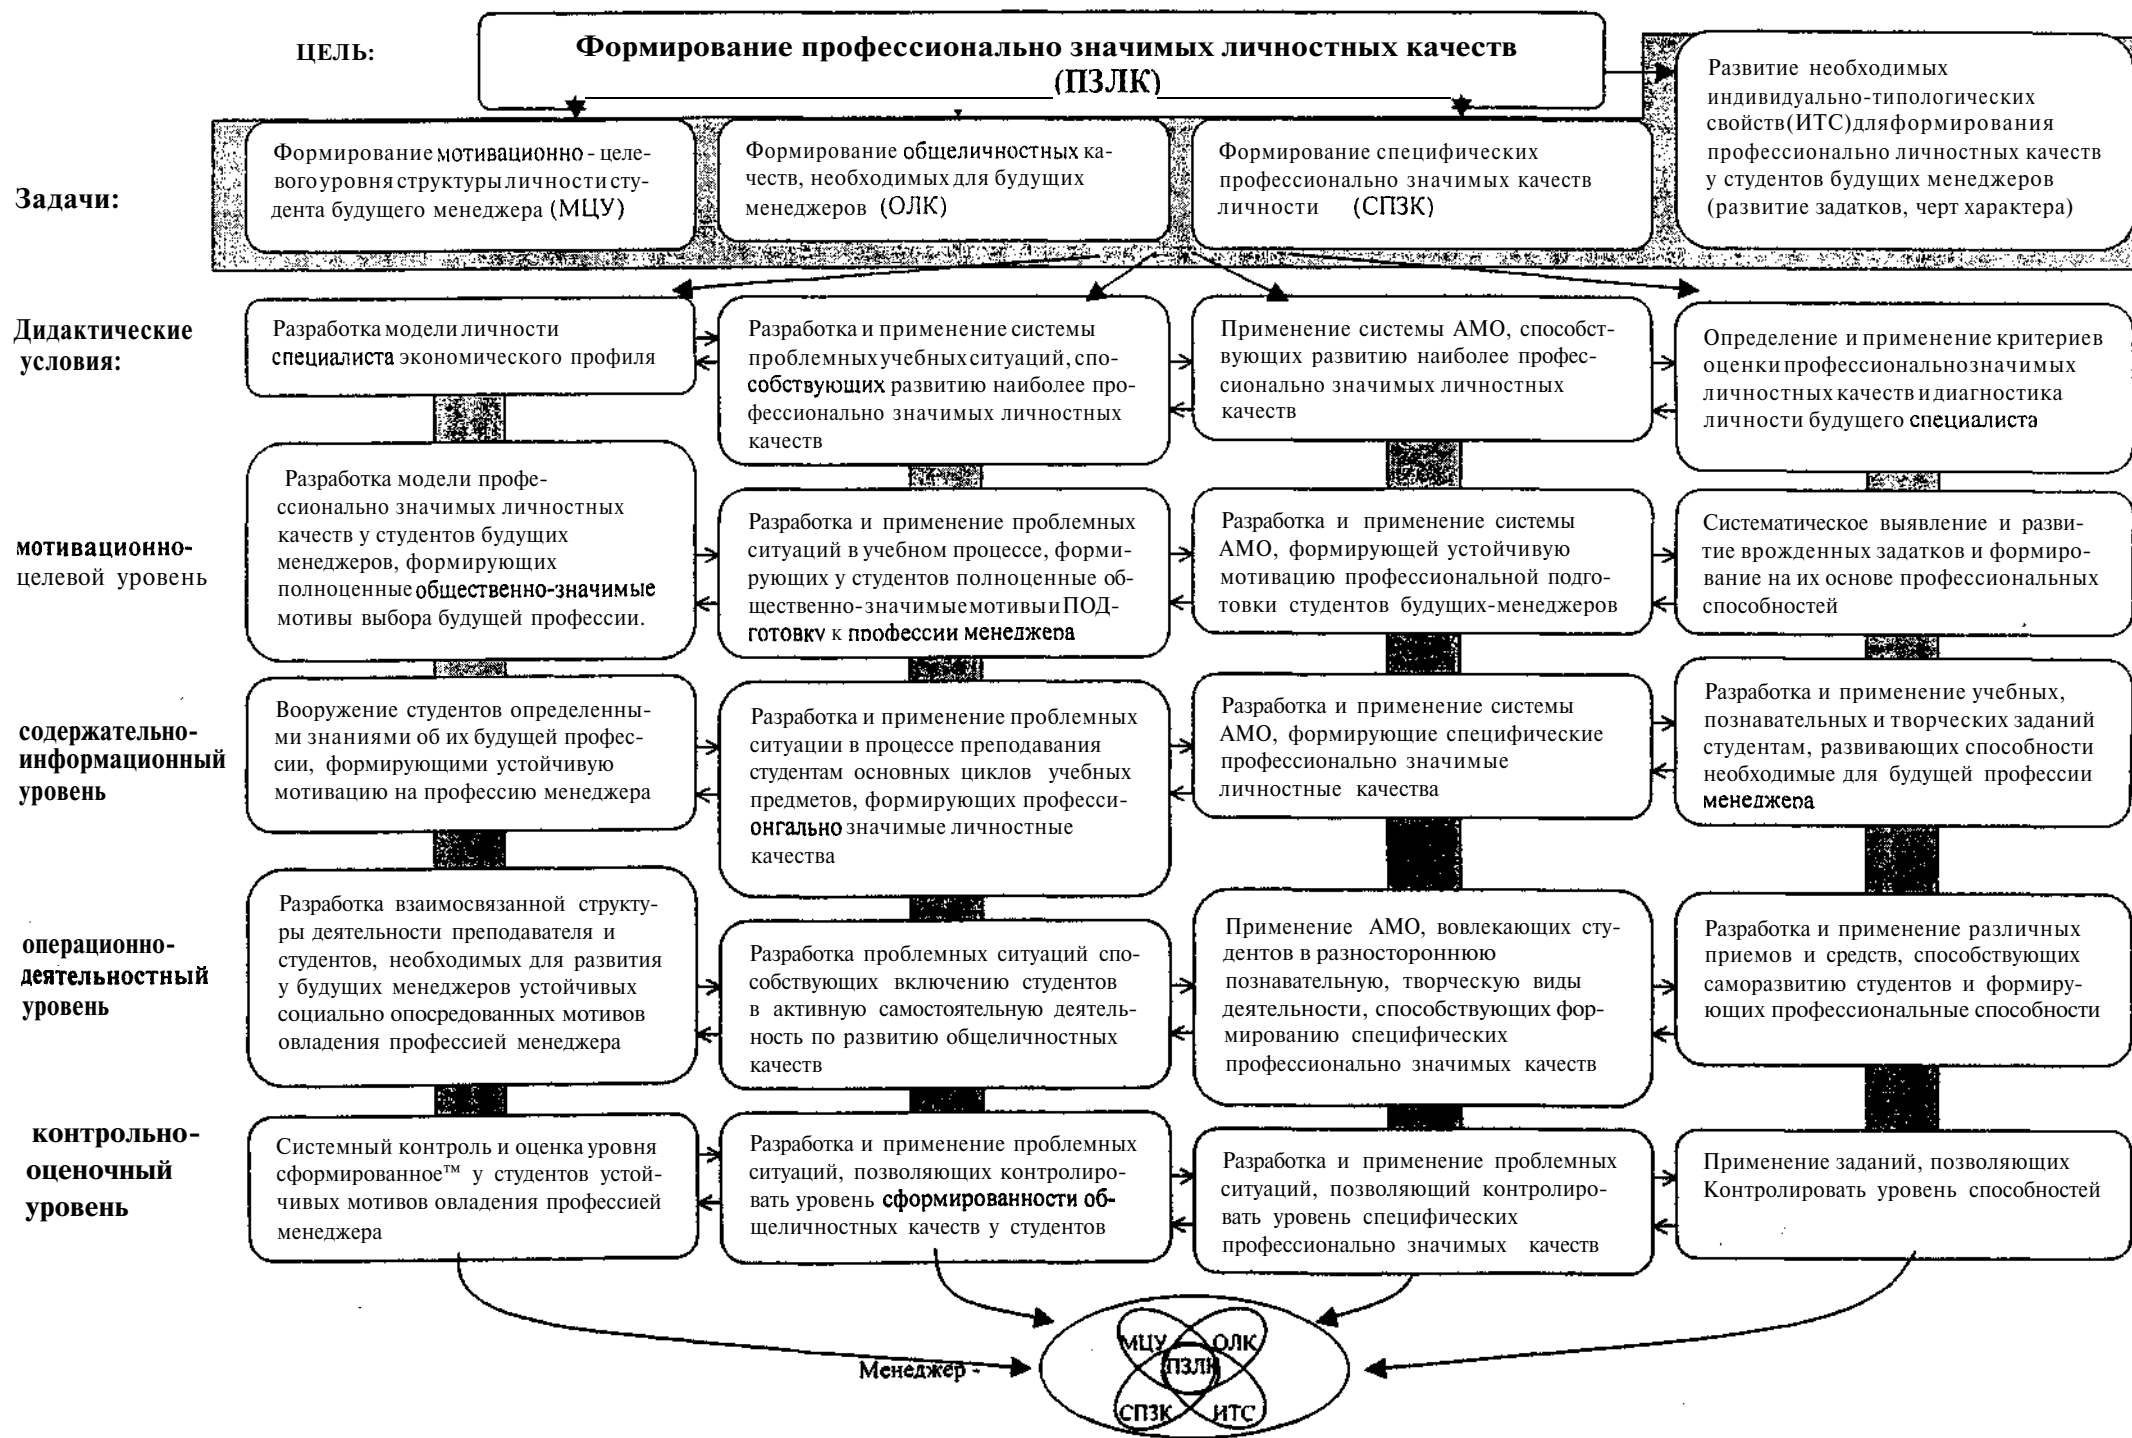 ЦЕЛЬ:
Формирование профессионально значимых личностных качеств
(ПЗЛК)
Задачи:
Формирование мотивационно - целе-
вого уровня структуры личности сту-
дента будущего менеджера (МЦУ)
Формирование общеличностных ка-
честв, необходимых для будущих
менеджеров (ОЛК)
Формирование специфических
профессионально значимых качеств
личности (СПЗК)
Развитие необходимых
индивидуально-типологических
свойств(ИТС)дляформирования
профессионально личностных качеств
у студентов будущих менеджеров
(развитие задатков, черт характера)
Дидактические
условия:
Разработка модели личности
специалиста экономического профиля
Разработка и применение системы
проблемных учебных ситуаций, спо-
собствующих развитию наиболее про-
фессионально значимых личностных
качеств
Применение системы АМО, способст-
вующих развитию наиболее профес-
сионально значимых личностных
качеств
Определение и применение критериев
оценки профессионально значимых
личностных качеств и диагностика
личности будущего специалиста
мотивационно-
целевой уровень
Разработка модели профе-
ссионально значимых личностных
качеств у студентов будущих
менеджеров, формирующих
полноценные общественно-значимые
мотивы выбора будущей профессии.
Разработка и применение проблемных
ситуаций в учебном процессе, форми-
рующих у студентов полноценные об-
щественно-значимые мотивы и ПОД-
готовку к профессии менеджера
Разработка и применение системы
АМО, формирующей устойчивую
мотивацию профессиональной подго-
товки студентов будущих-менеджеров
Систематическое выявление и разви-
тие врожденных задатков и формиро-
вание на их основе профессиональных
способностей
содержательно-
информационный
уровень
Вооружение студентов определенны-
ми знаниями об их будущей профес-
сии, формирующими устойчивую
мотивацию на профессию менеджера
Разработка и применение проблемных
ситуации в процессе преподавания
студентам основных циклов учебных
предметов, формирующих професси-
онгально значимые личностные
качества
Разработка и применение системы
АМО, формирующие специфические
профессионально значимые
личностные качества
Разработка и применение учебных,
познавательных и творческих заданий
студентам, развивающих способности
необходимые для будущей профессии
менеджера
операционно-
деятельностный
уровень
Разработка взаимосвязанной структу-
ры деятельности преподавателя и
студентов, необходимых для развития
у будущих менеджеров устойчивых
социально опосредованных мотивов
овладения профессией менеджера
Разработка проблемных ситуаций спо-
собствующих включению студентов
в активную самостоятельную деятель-
ность по развитию общеличностных
качеств
Применение АМО, вовлекающих сту-
дентов в разностороннюю
познавательную, творческую виды
деятельности, способствующих фор-
мированию специфических
профессионально значимых качеств
Разработка и применение различных
приемов и средств, способствующих
саморазвитию студентов и формиру-
ющих профессиональные способности
контрольно-
оценочный
уровень
Системный контроль и оценка уровня
сформированное™ у студентов устой-
чивых мотивов овладения профессией
менеджера
Разработка и применение проблемных
ситуаций, позволяющих контролиро-
вать уровень сформированности об-
щеличностных качеств у студентов
Разработка и применение проблемных
ситуаций, позволяющий контролиро-
вать уровень специфических
профессионально значимых качеств
Применение заданий, позволяющих
Контролировать уровень способностей
Менеджер -
МЦУ ОЛК
ПЗЛК
СПЗК ИТС